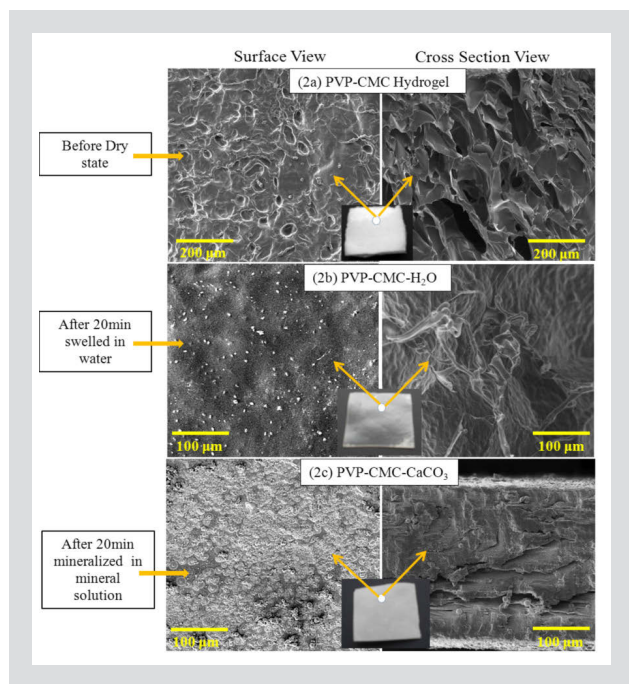 Surface View Cross Section View
(2a) PVP-CMC Hydrogel
Before Dry
state
200 μm 200 μm
(2b) PVP-CMC-H₂O
After 20min
swelled in
water
100 μm 100 μm
(2c) PVP-CMC-CaCO₃
After 20min
mineralized in
mineral
solution
100 μm 100 μm